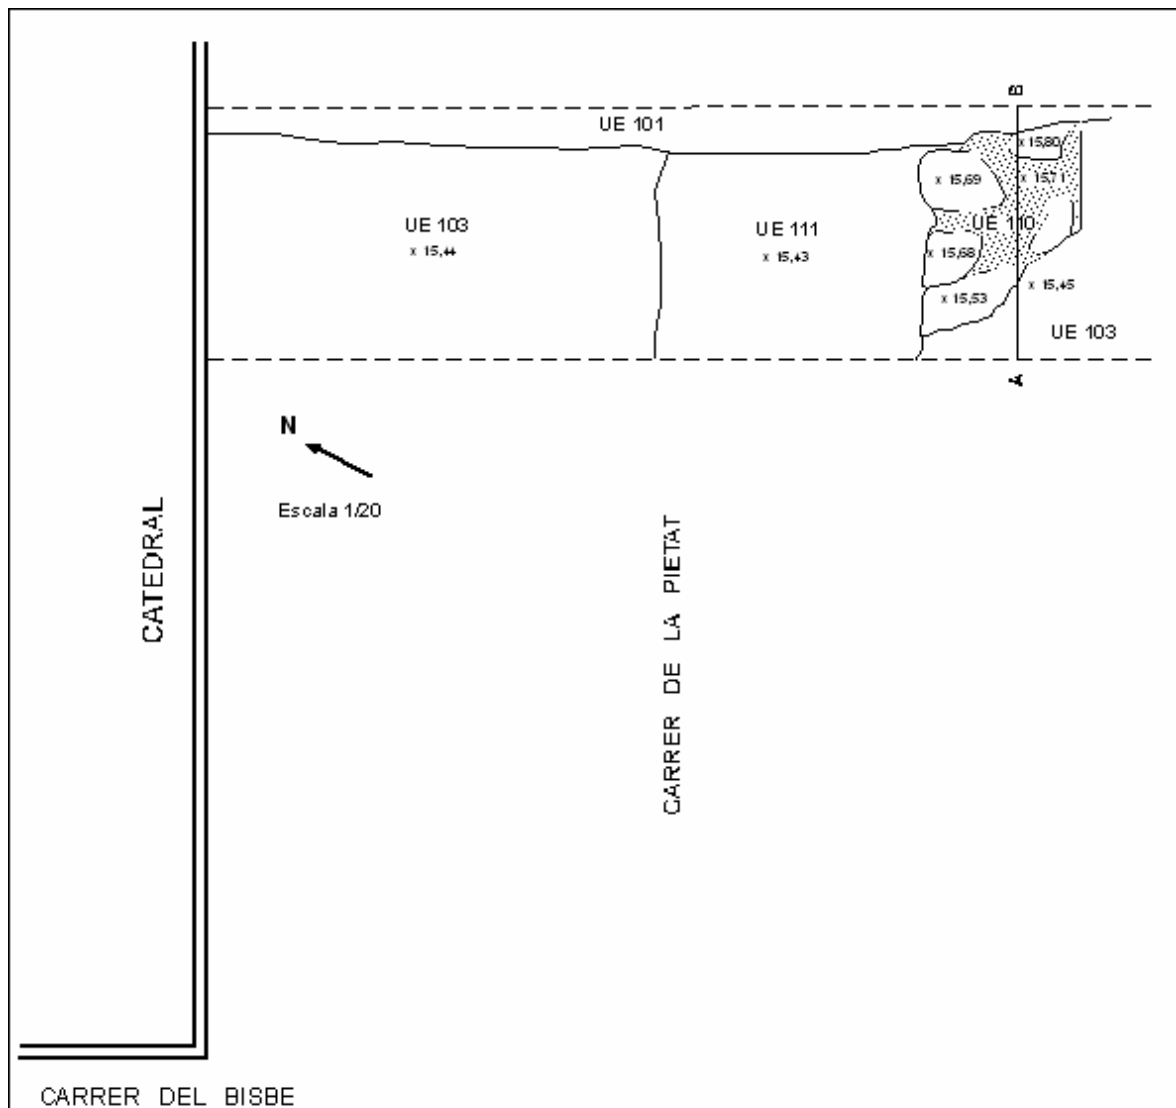 B
UE 101
x 15,80
x 15,69
x 15,71
UE 103
UE 111
UE 110
x 15,44
x 15,43
x 15,68
x 15,45
x 15,53
UE 103
A
N
Escala 1/20
CATEDRAL
CARRER DE LA PIETAT
CARRER DEL BISBE